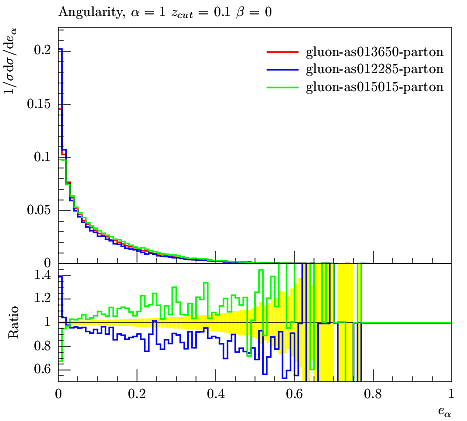 Angularity, α = 1 z_cut = 0.1 β = 0
1/σ dσ/de_α
0.2
0.15
0.1
0.05
0
gluon-as013650-parton
gluon-as012285-parton
gluon-as015015-parton
Ratio
1.4
1.2
1
0.8
0.6
0 0.2 0.4 0.6 0.8 1
e_α